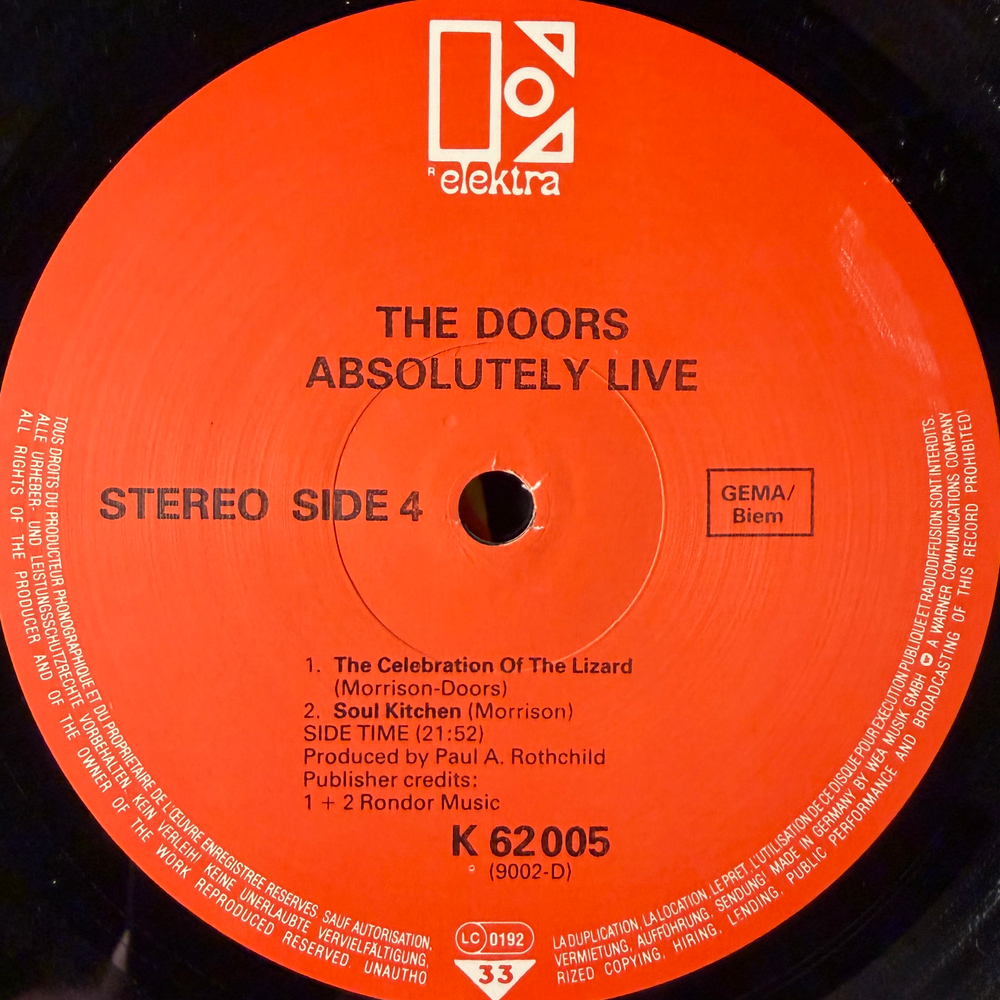 R elektra
THE DOORS
ABSOLUTELY LIVE
STEREO SIDE 4
GEMA/
Biem
1. The Celebration Of The Lizard
(Morrison-Doors)
2. Soul Kitchen (Morrison)
SIDE TIME (21:52)
Produced by Paul A. Rothchild
Publisher credits:
1 + 2 Rondor Music
K 62005
(9002-D)
LC 0192
33
TOUS DROITS DU PRODUCTEUR PHONOGRAPHIQUE ET DU PROPRIETAIRE DE L'ŒUVRE ENREGISTREE RESERVES. SAUF AUTORISATION,
LA DUPLICATION, LA LOCATION, LE PRET, L'UTILISATION DE CE DISQUE POUR EXECUTION PUBLIQUE ET RADIODIFFUSION SONT INTERDITS.
ALLE URHEBER- UND LEISTUNGSSCHUTZRECHTE VORBEHALTEN. KEIN VERLEIH! KEINE UNERLAUBTE VERVIELFÄLTIGUNG,
VERMIETUNG, AUFFÜHRUNG, SENDUNG! MADE IN GERMANY BY WEA MUSIK GMBH A WARNER COMMUNICATIONS COMPANY
ALL RIGHTS OF THE PRODUCER AND OF THE OWNER OF THE WORK REPRODUCED RESERVED. UNAUTHO
RIZED COPYING, HIRING, LENDING, PUBLIC PERFORMANCE AND BROADCASTING OF THIS RECORD PROHIBITED!